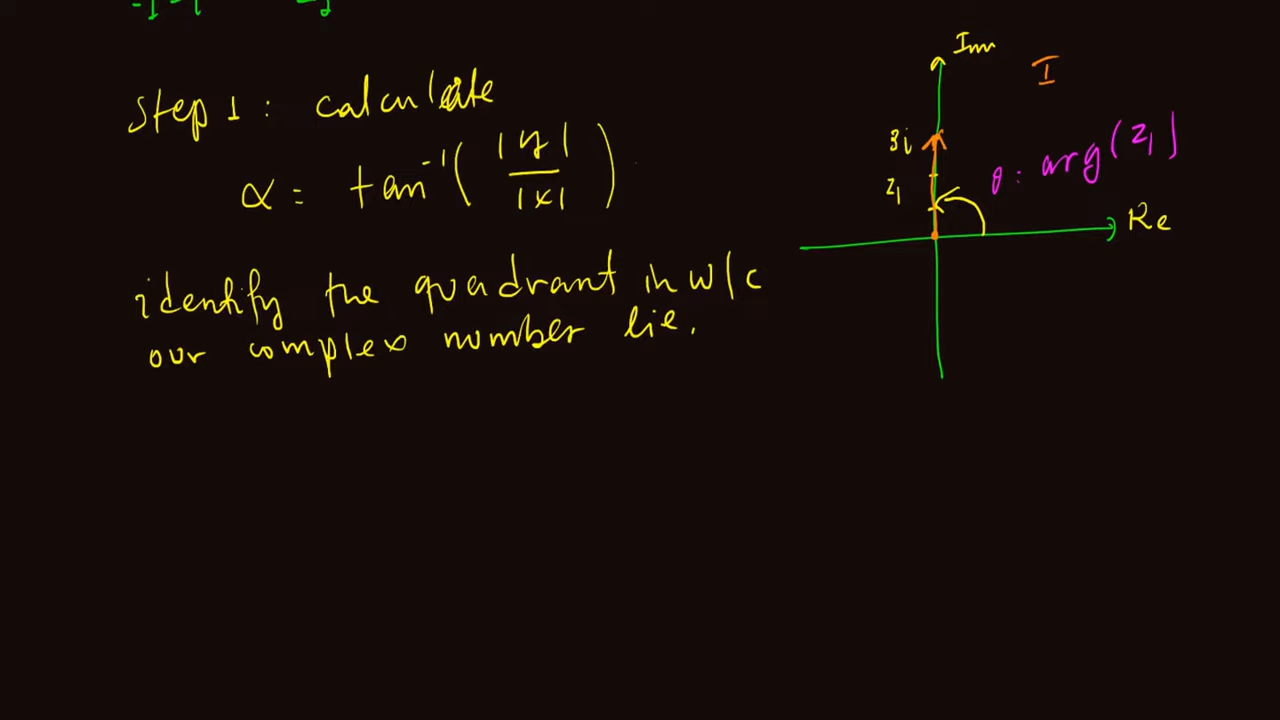 Step 1 : calculate
α = tan⁻¹( |y| / |x| )
identify the quadrant in w/c
our complex number lie.
Im
I
3i
z₁
θ : arg(z₁)
Re